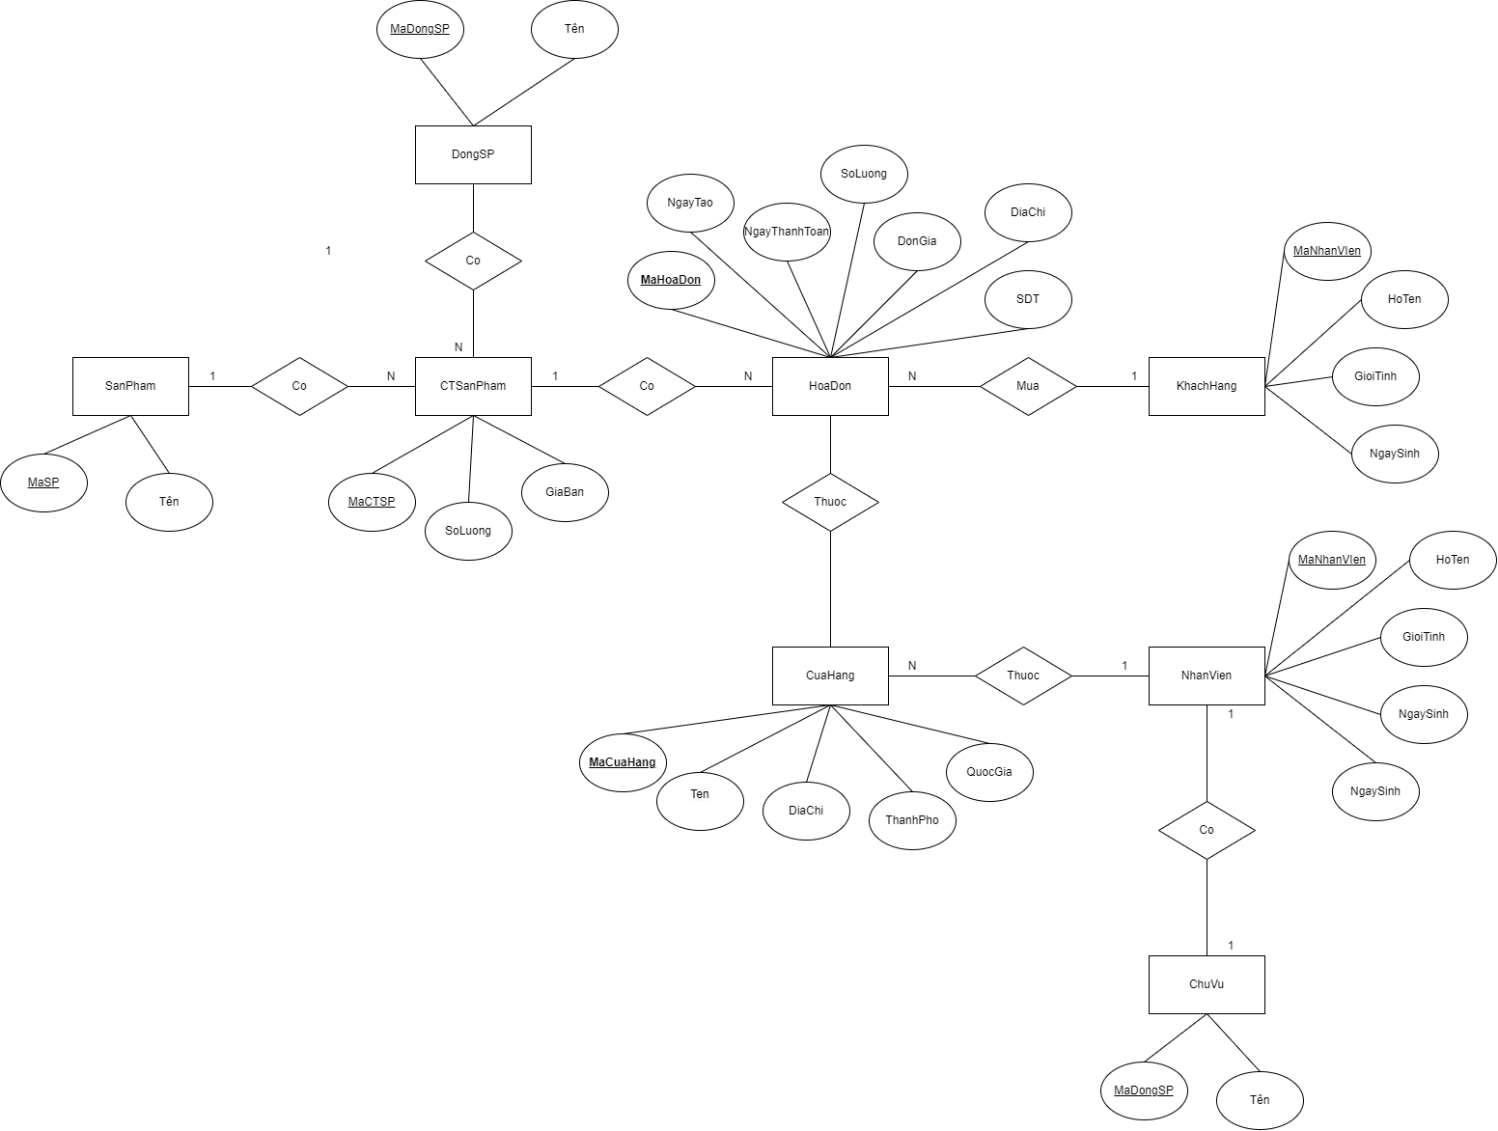 MaDongSP
Tên
DongSP
Co
1
N
SoLuong
NgayTao
NgayThanhToan
DonGia
DiaChi
MaHoaDon
SDT
MaNhanVIen
HoTen
GioiTinh
NgaySinh
SanPham
1
Co
N
CTSanPham
1
Co
N
HoaDon
N
Mua
1
KhachHang
MaSP
Tên
MaCTSP
SoLuong
GiaBan
Thuoc
MaNhanVIen
HoTen
GioiTinh
NgaySinh
NgaySinh
CuaHang
N
Thuoc
1
NhanVien
1
MaCuaHang
Ten
DiaChi
ThanhPho
QuocGia
Co
1
ChuVu
MaDongSP
Tên